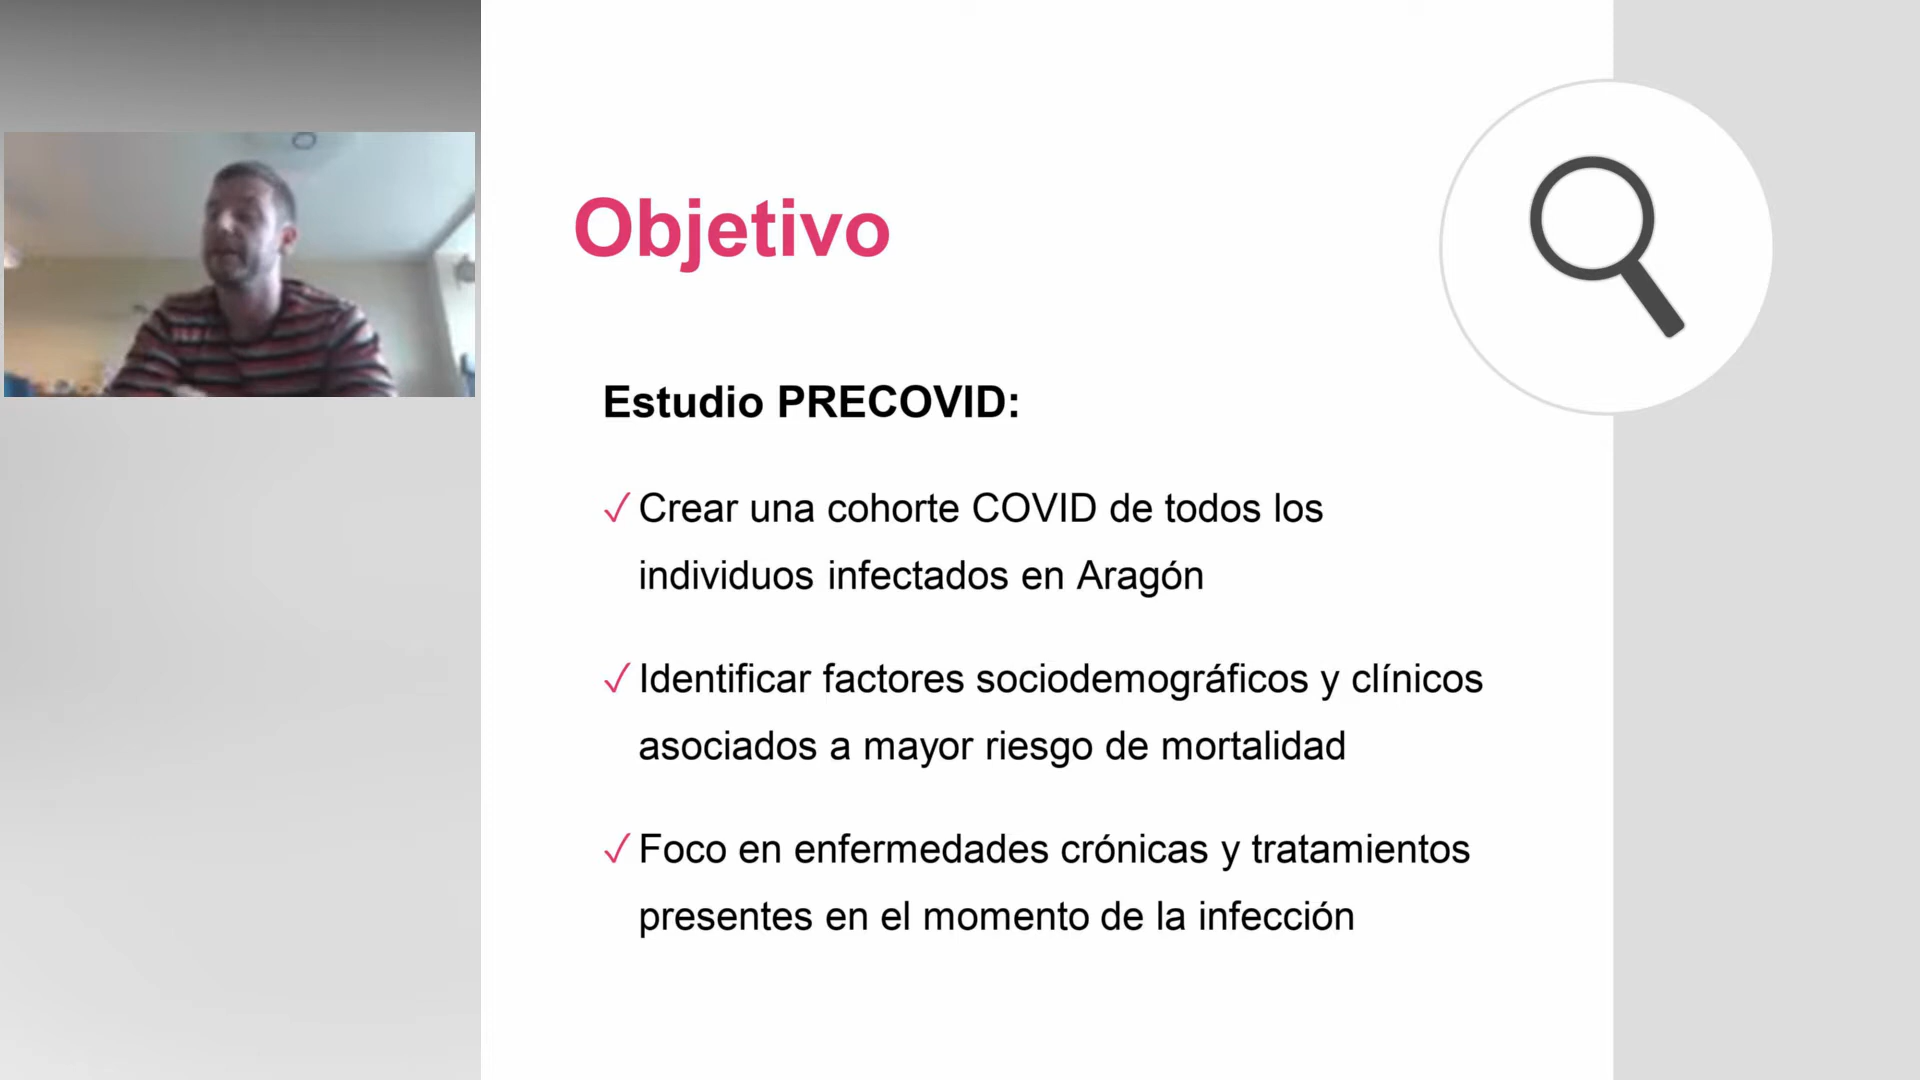 Objetivo
Estudio PRECOVID:
✓ Crear una cohorte COVID de todos los
individuos infectados en Aragón
✓ Identificar factores sociodemográficos y clínicos
asociados a mayor riesgo de mortalidad
✓ Foco en enfermedades crónicas y tratamientos
presentes en el momento de la infección